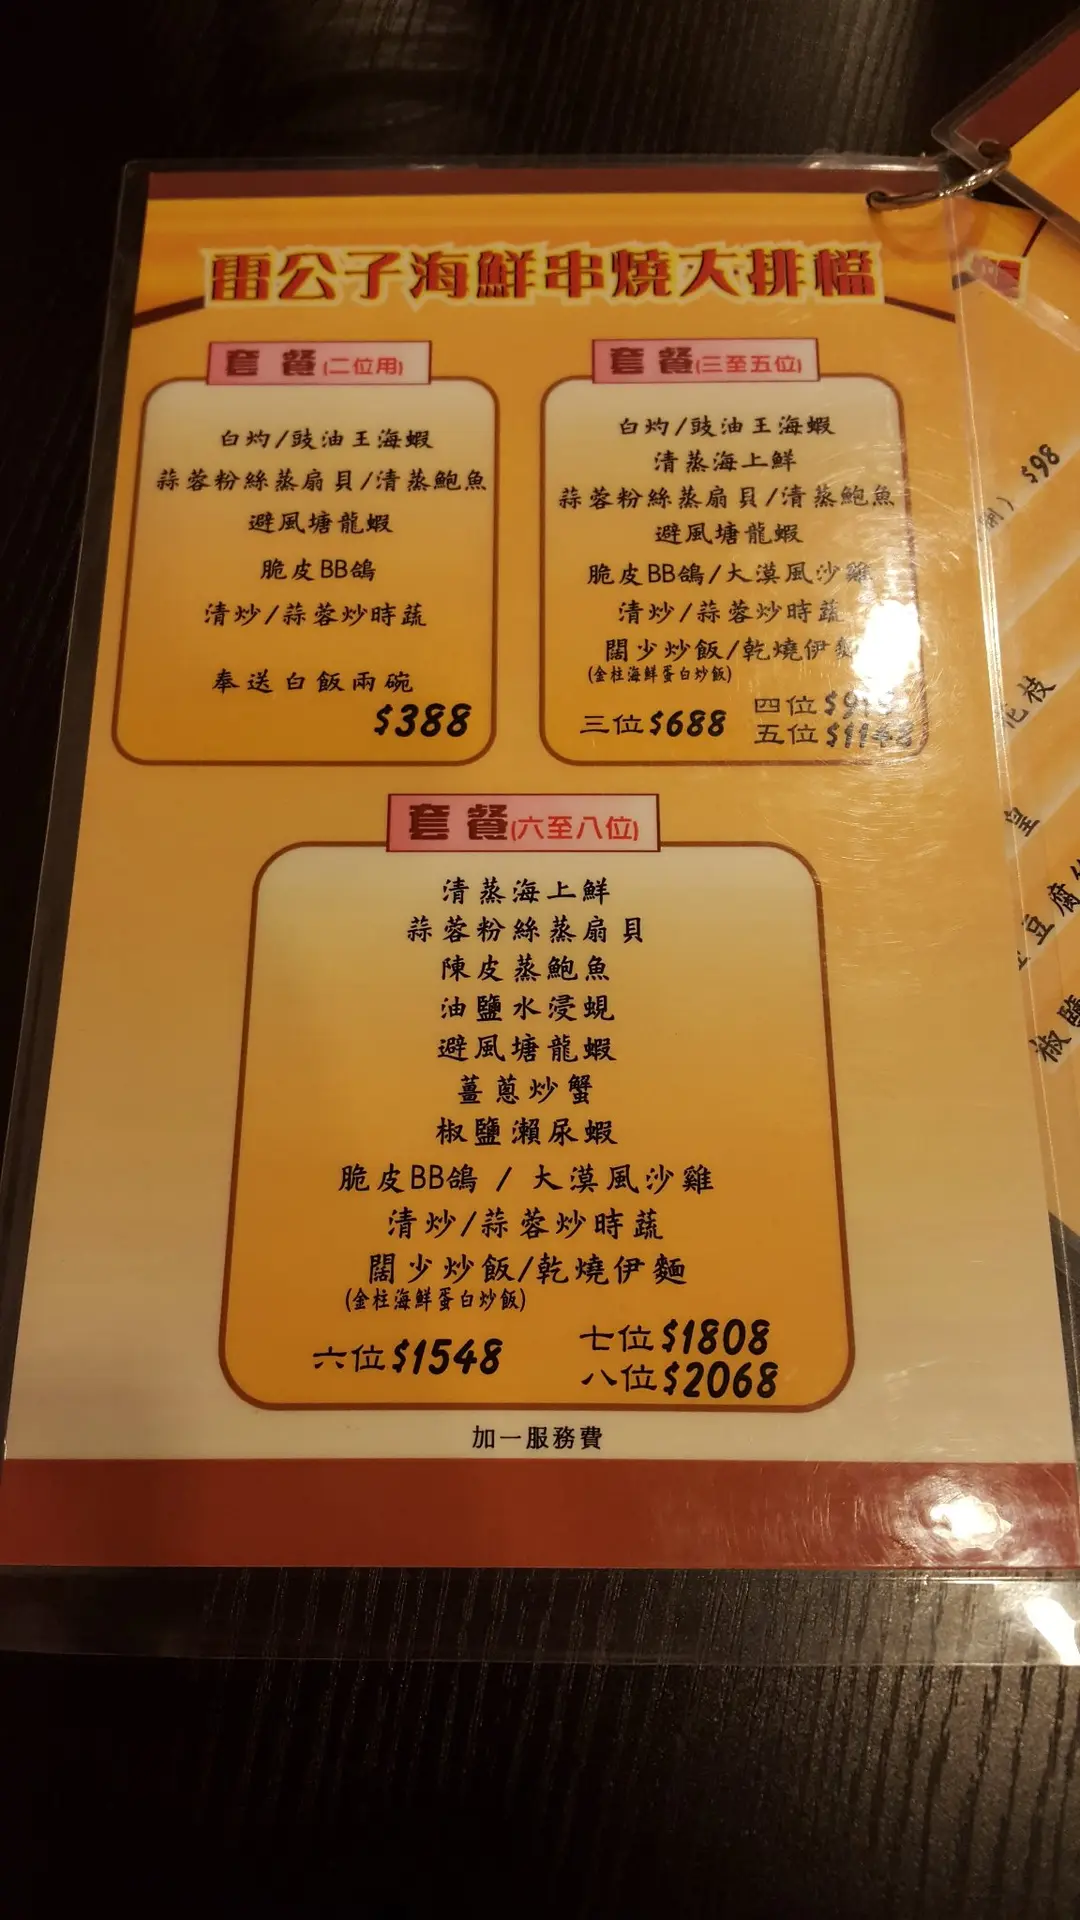 雷公子海鮮串燒大排檔
套餐(二位用)
白灼/豉油王海蝦
蒜蓉粉絲蒸扇貝/清蒸鮑魚
避風塘龍蝦
脆皮BB鴿
清炒/蒜蓉炒時蔬
奉送白飯兩碗
$388
套餐(三至五位)
白灼/豉油王海蝦
清蒸海上鮮
蒜蓉粉絲蒸扇貝/清蒸鮑魚
避風塘龍蝦
脆皮BB鴿/大漠風沙雞
清炒/蒜蓉炒時蔬
闊少炒飯/乾燒伊麵
(金柱海鮮蛋白炒飯)
三位$688
四位
五位$1148
套餐(六至八位)
清蒸海上鮮
蒜蓉粉絲蒸扇貝
陳皮蒸鮑魚
油鹽水浸蜆
避風塘龍蝦
薑蔥炒蟹
椒鹽瀨尿蝦
脆皮BB鴿 / 大漠風沙雞
清炒/蒜蓉炒時蔬
闊少炒飯/乾燒伊麵
(金柱海鮮蛋白炒飯)
六位$1548
七位$1808
八位$2068
加一服務費
$98
花枝
皇
豆腐
椒鹽